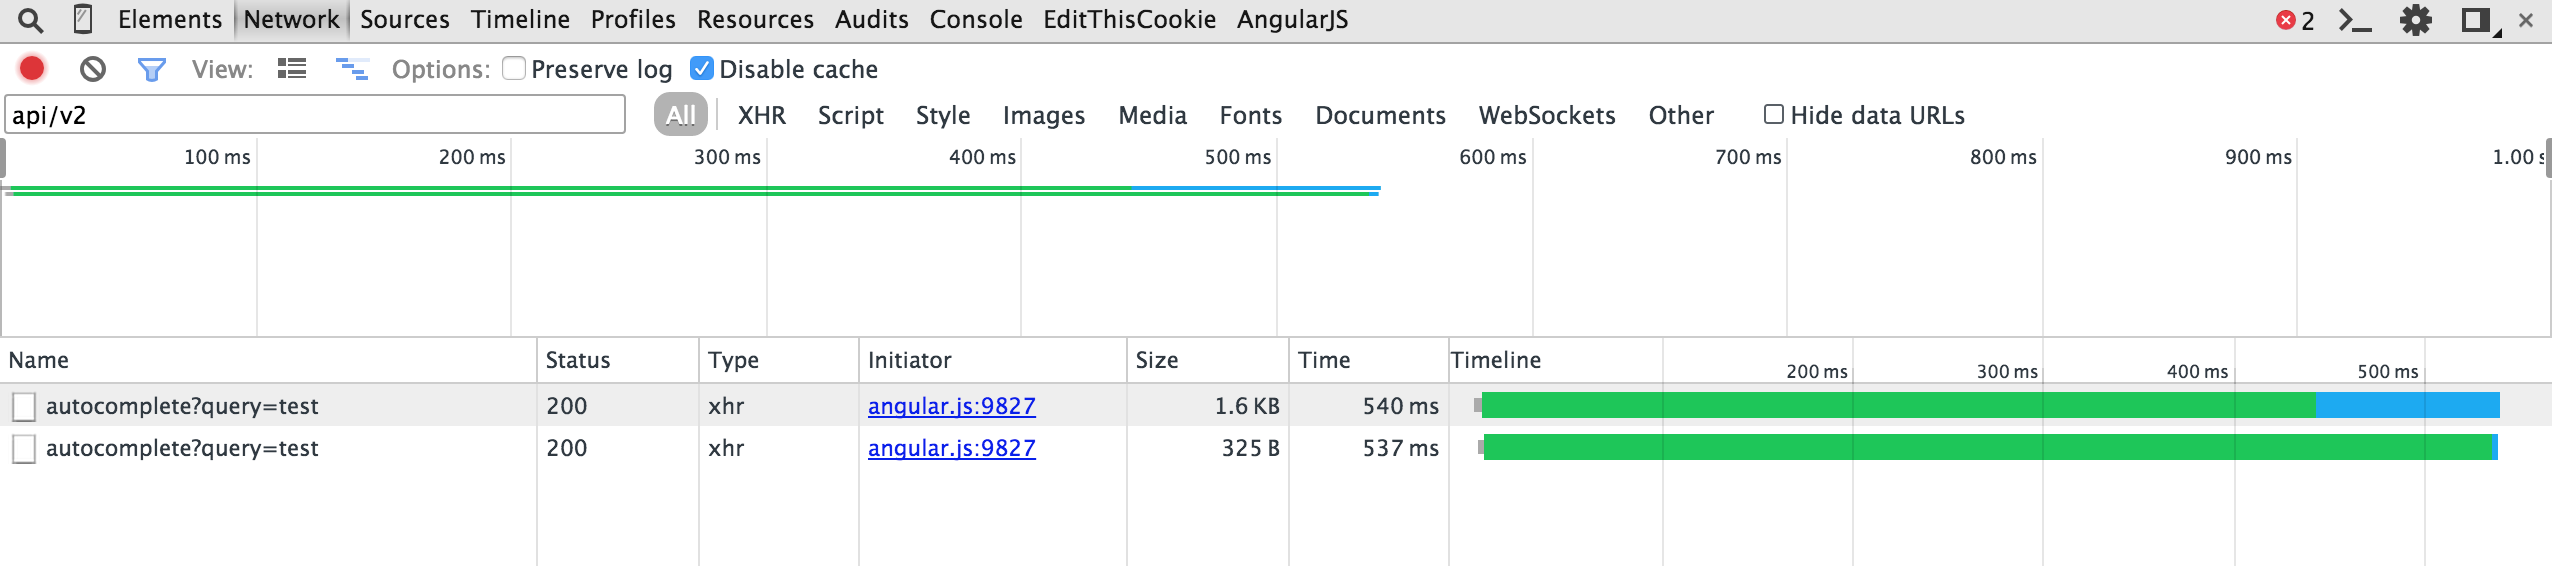 Elements Network Sources Timeline Profiles Resources Audits Console EditThisCookie AngularJS 2
View: Options: Preserve log Disable cache
api/v2 All XHR Script Style Images Media Fonts Documents WebSockets Other Hide data URLs
100 ms 200 ms 300 ms 400 ms 500 ms 600 ms 700 ms 800 ms 900 ms 1.00 s
Name Status Type Initiator Size Time Timeline 200 ms 300 ms 400 ms 500 ms
autocomplete?query=test 200 xhr angular.js:9827 1.6 KB 540 ms
autocomplete?query=test 200 xhr angular.js:9827 325 B 537 ms